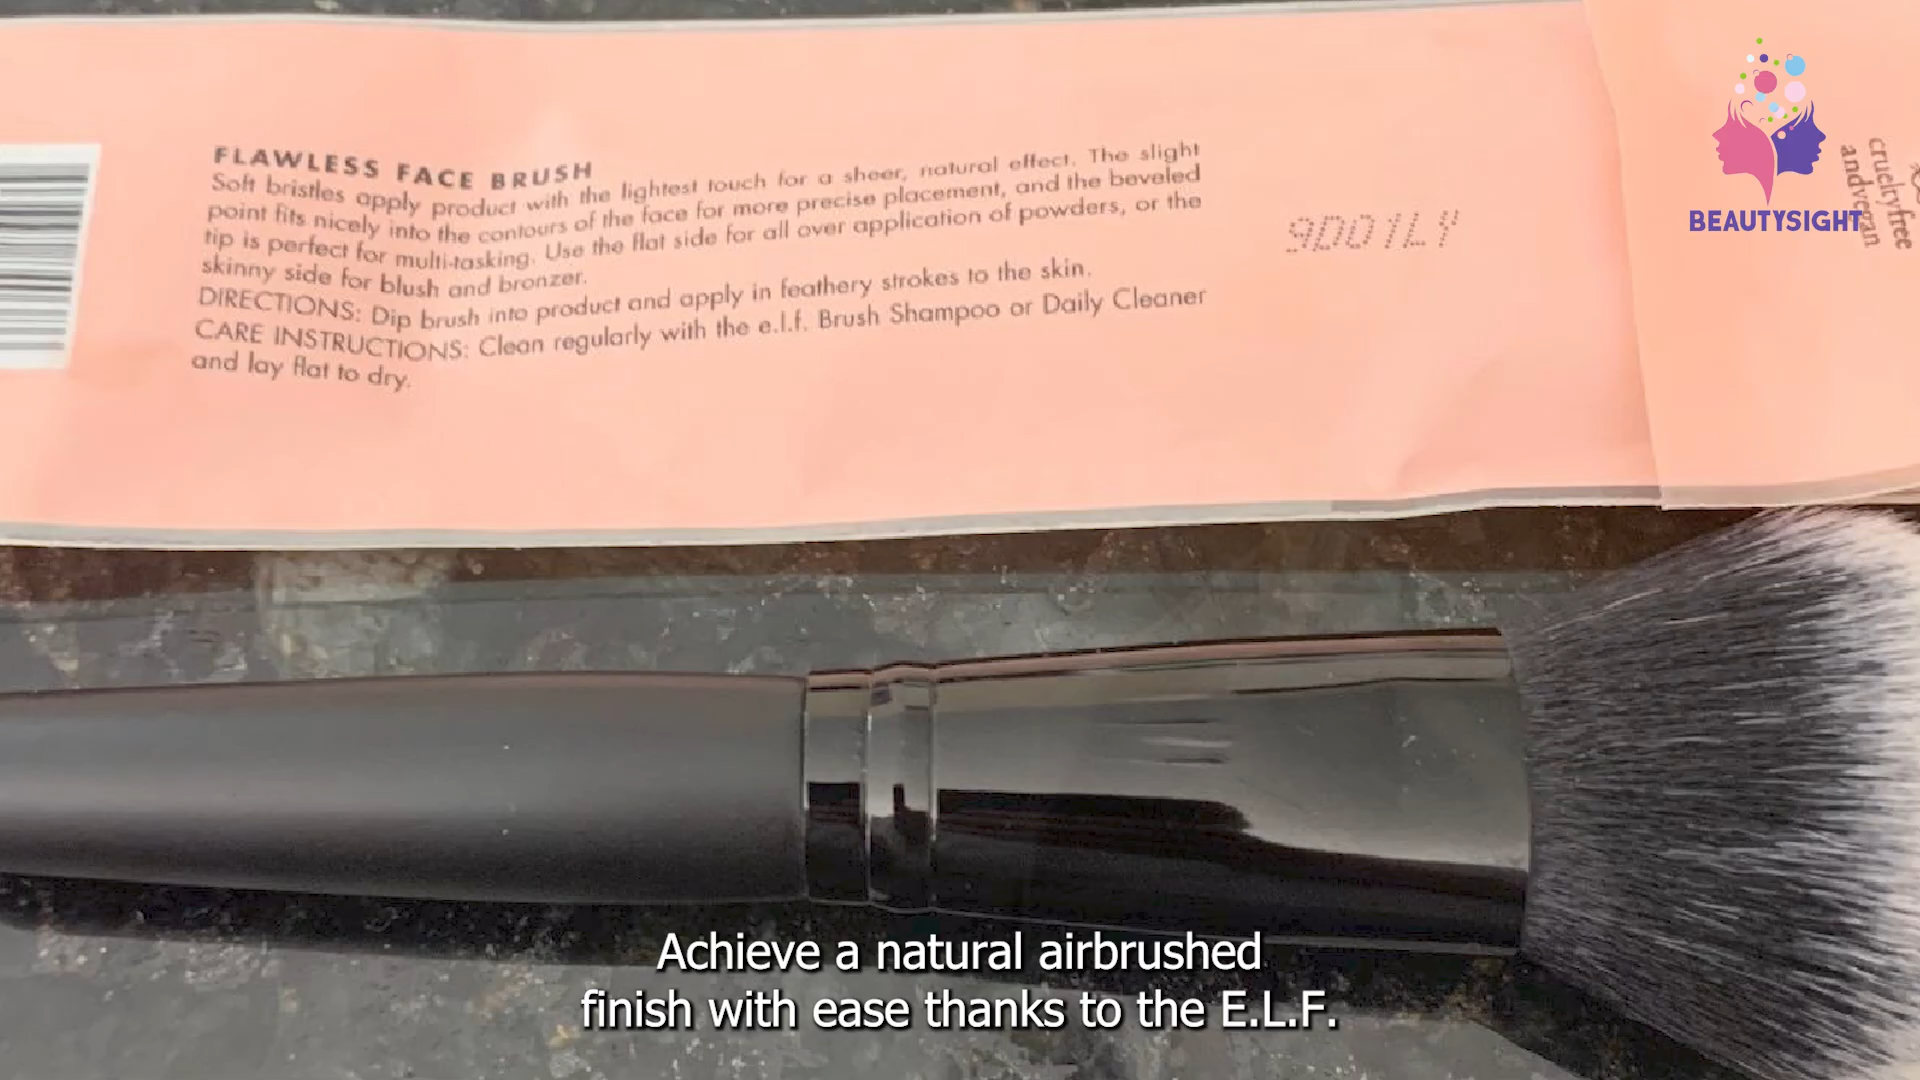 FLAWLESS FACE BRUSH
Soft bristles apply product with the lightest touch for a sheer, natural effect. The slight
point fits nicely into the contours of the face for more precise placement, and the beveled
tip is perfect for multi-tasking. Use the flat side for all over application of powders, or the
skinny side for blush and bronzer.
DIRECTIONS: Dip brush into product and apply in feathery strokes to the skin.
CARE INSTRUCTIONS: Clean regularly with the e.l.f. Brush Shampoo or Daily Cleaner
and lay flat to dry.
9D01LY
BEAUTYSIGHT
crueltyfree
andvegan
Achieve a natural airbrushed
finish with ease thanks to the E.L.F.